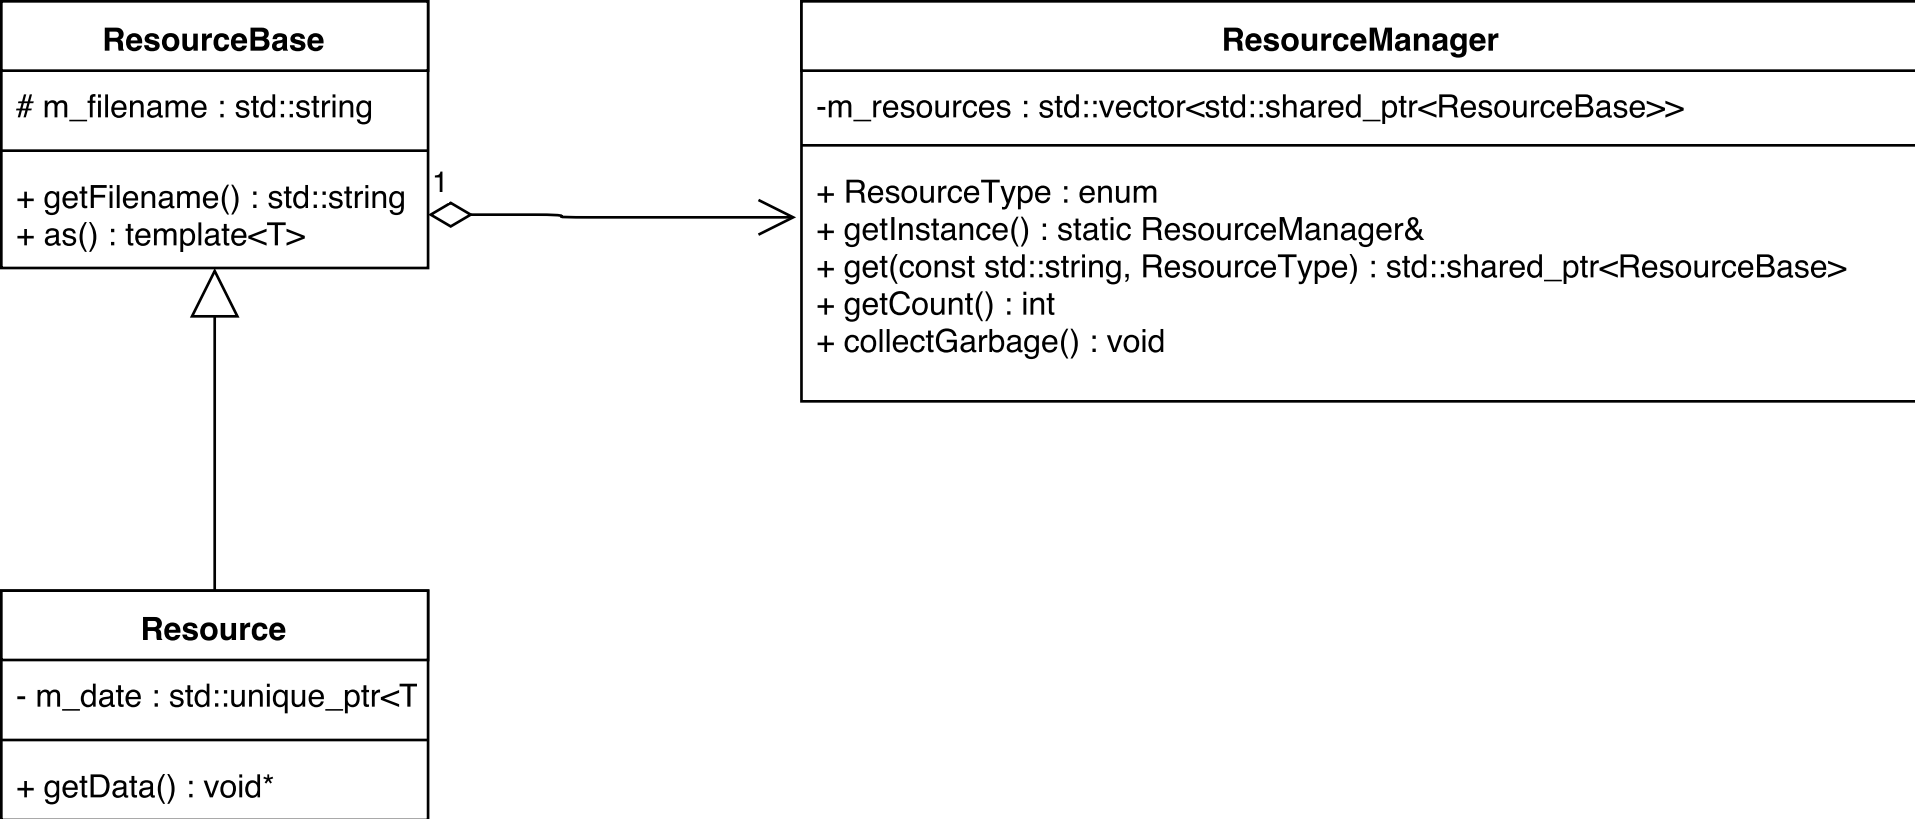 ResourceBase
# m_filename : std::string
+ getFilename() : std::string
+ as() : template<T>
1
ResourceManager
-m_resources : std::vector<std::shared_ptr<ResourceBase>>
+ ResourceType : enum
+ getInstance() : static ResourceManager&
+ get(const std::string, ResourceType) : std::shared_ptr<ResourceBase>
+ getCount() : int
+ collectGarbage() : void
Resource
- m_date : std::unique_ptr<T
+ getData() : void*